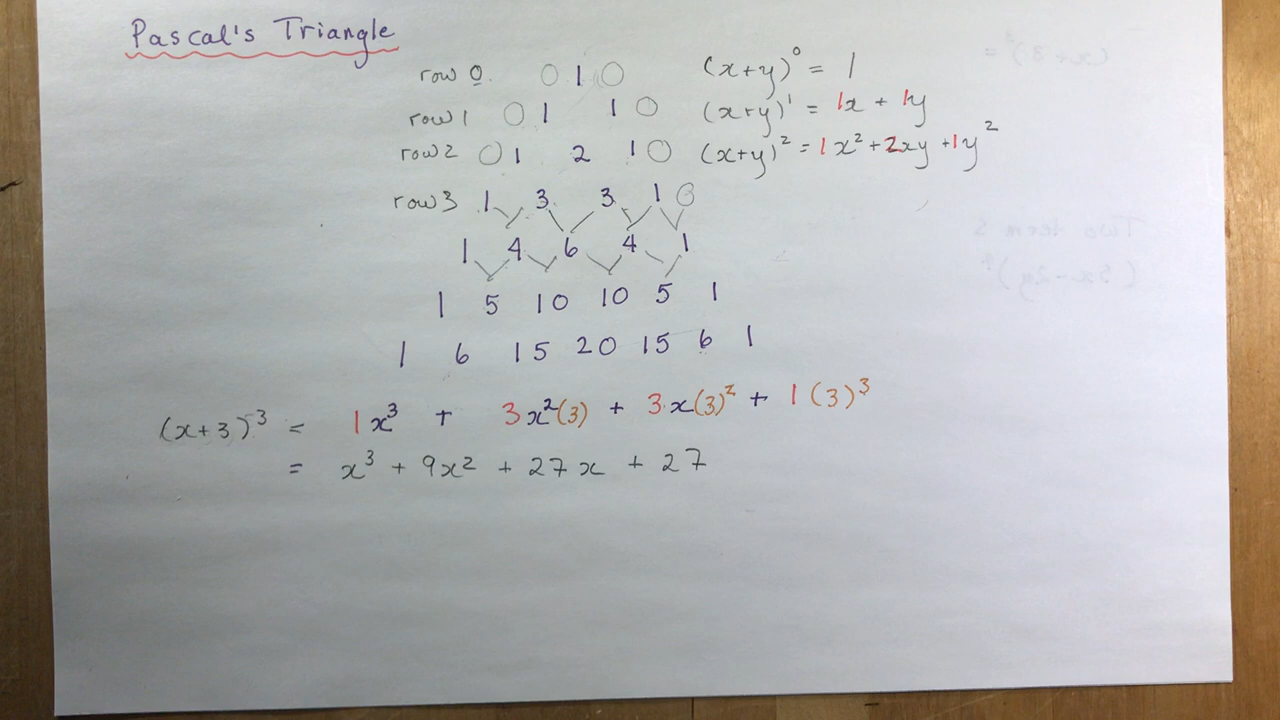 Pascal's Triangle
row 0 0 1 0 (x+y)⁰ = 1
row 1 0 1 1 0 (x+y)¹ = 1x + 1y
row 2 0 1 2 1 0 (x+y)² = 1x² + 2xy + 1y²
row 3 1 3 3 1 0
1 4 6 4 1
1 5 10 10 5 1
1 6 15 20 15 6 1
(x+3)³ = 1x³ + 3x²(3) + 3x(3)² + 1(3)³
= x³ + 9x² + 27x + 27